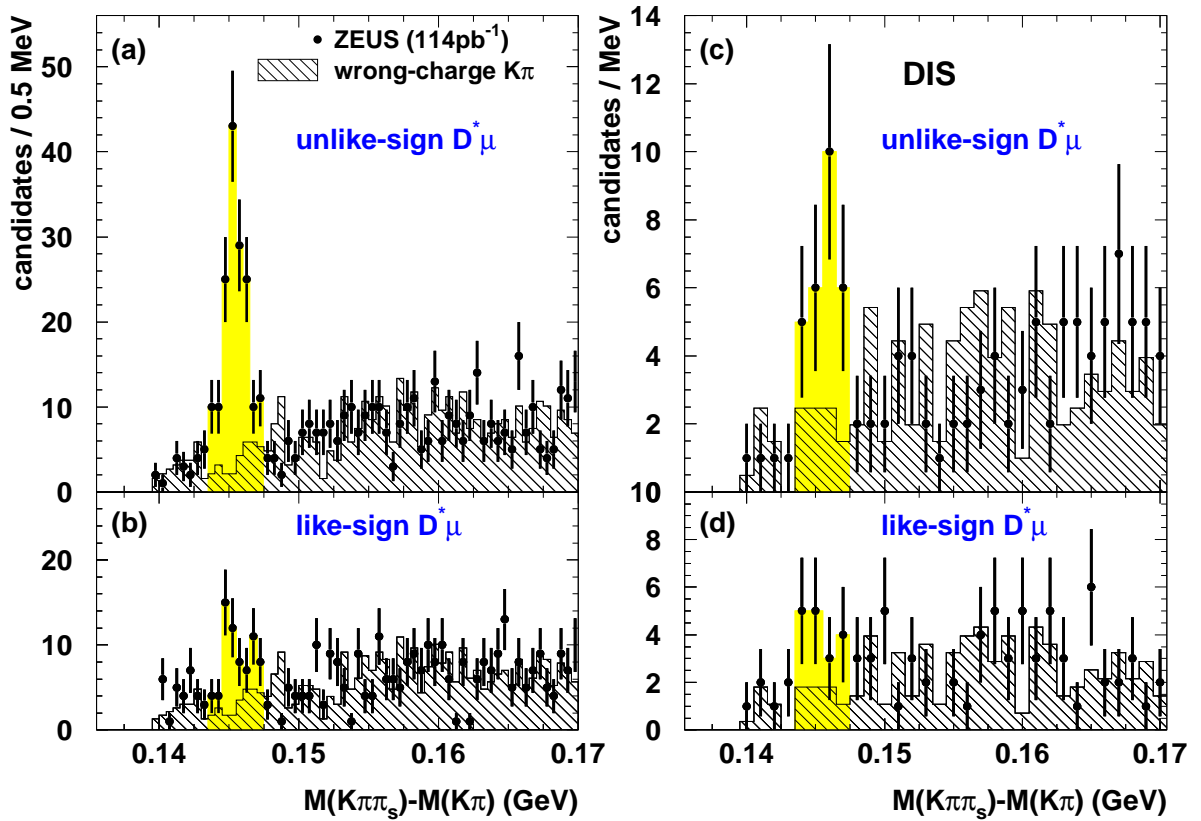 (a)
ZEUS (114pb⁻¹)
wrong-charge Kπ
unlike-sign D*μ
candidates / 0.5 MeV
50
40
30
20
10
0
(b)
like-sign D*μ
20
10
0
0.14 0.15 0.16 0.17
M(Kππₛ)-M(Kπ) (GeV)
(c)
DIS
unlike-sign D*μ
candidates / MeV
14
12
10
8
6
4
2
10
(d)
like-sign D*μ
8
6
4
2
0
0.14 0.15 0.16 0.17
M(Kππₛ)-M(Kπ) (GeV)